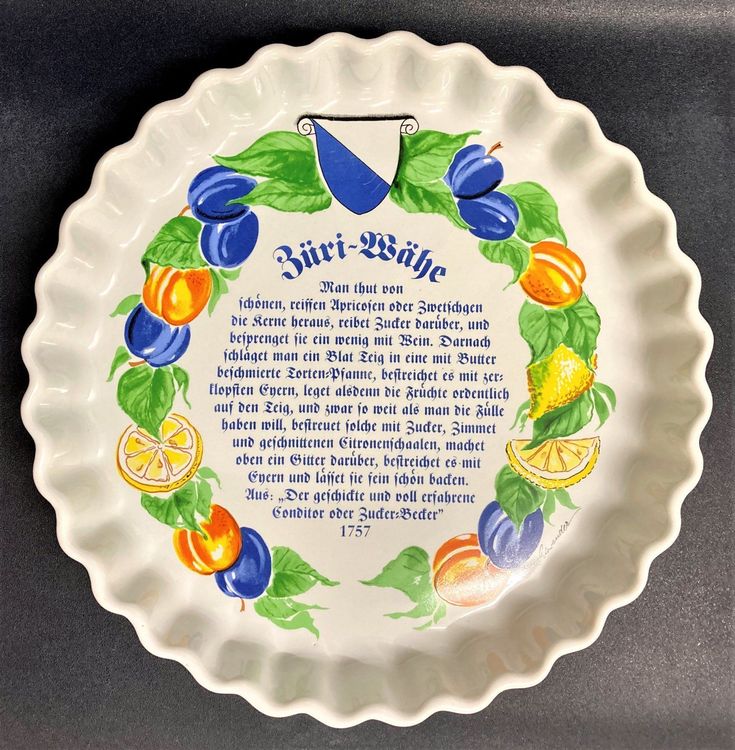 Züri-Wähe
Man thut von
schönen, reiffen Apricosen oder Zwetschgen
die Kerne heraus, reibet Zucker darüber, und
besprenget sie ein wenig mit Wein. Darnach
schläget man ein Blat Teig in eine mit Butter
beschmierte Torten-Pfanne, bestreichet es mit zer-
klopften Eyern, leget alsdenn die Früchte ordentlich
auf den Teig, und zwar so weit als man die Fülle
haben will, bestreuet solche mit Zucker, Zimmet
und geschnittenen Citronenschaalen, machet
oben ein Gitter darüber, bestreichet es mit
Eyern und lässet sie fein schön backen.
Aus: „Der geschickte und voll erfahrene
Conditor oder Zucker-Becker”
1757